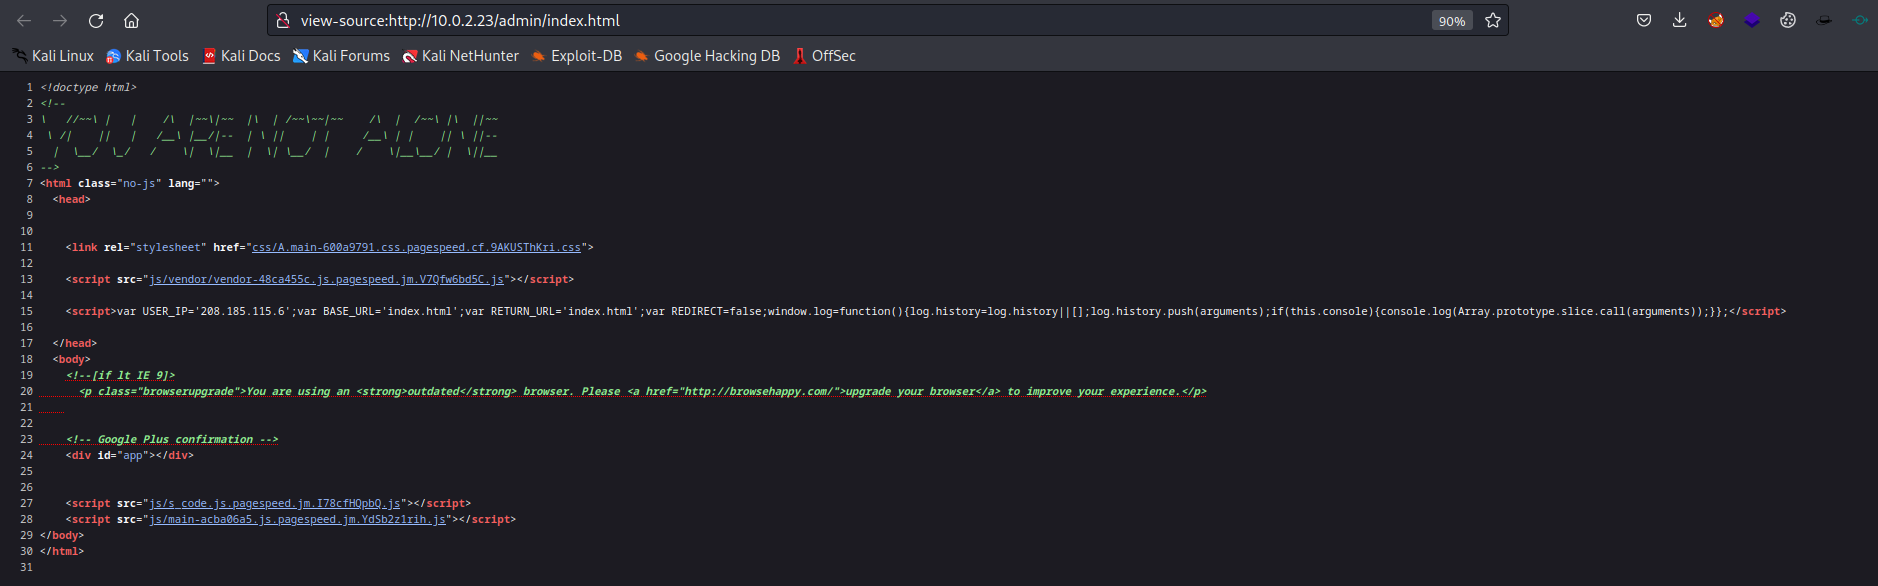 view-source:http://10.0.2.23/admin/index.html
90%
Kali Linux Kali Tools Kali Docs Kali Forums Kali NetHunter Exploit-DB Google Hacking DB OffSec
1 <!doctype html>
2 <!--
3 \   //~~\ |   |    /\  |~~\|~~  |\  | /~~\~~|~~    /\  |  /~~\ |\  ||~~
4  \ /|    ||   |   /__\ |__/|--  | \ ||    | |     /__\ | |    || \ ||--
5   |  \__/  \_/   /    \|  \|__  |  \| \__/  |    /    \|__\__/ |  \||__
6 -->
7 <html class="no-js" lang="">
8   <head>
9
10
11     <link rel="stylesheet" href="css/A.main-600a9791.css.pagespeed.cf.9AKUSThKri.css">
12
13     <script src="js/vendor/vendor-48ca455c.js.pagespeed.jm.V7Qfw6bd5C.js"></script>
14
15     <script>var USER_IP='208.185.115.6';var BASE_URL='index.html';var RETURN_URL='index.html';var REDIRECT=false;window.log=function(){log.history=log.history||[];log.history.push(arguments);if(this.console){console.log(Array.prototype.slice.call(arguments));}};</script>
16
17   </head>
18   <body>
19     <!--[if lt IE 9]>
20       <p class="browserupgrade">You are using an <strong>outdated</strong> browser. Please <a href="http://browsehappy.com/">upgrade your browser</a> to improve your experience.</p>
21
22
23     <!-- Google Plus confirmation -->
24     <div id="app"></div>
25
26
27     <script src="js/s_code.js.pagespeed.jm.I78cfHQpbQ.js"></script>
28     <script src="js/main-acba06a5.js.pagespeed.jm.YdSb2z1rih.js"></script>
29 </body>
30 </html>
31